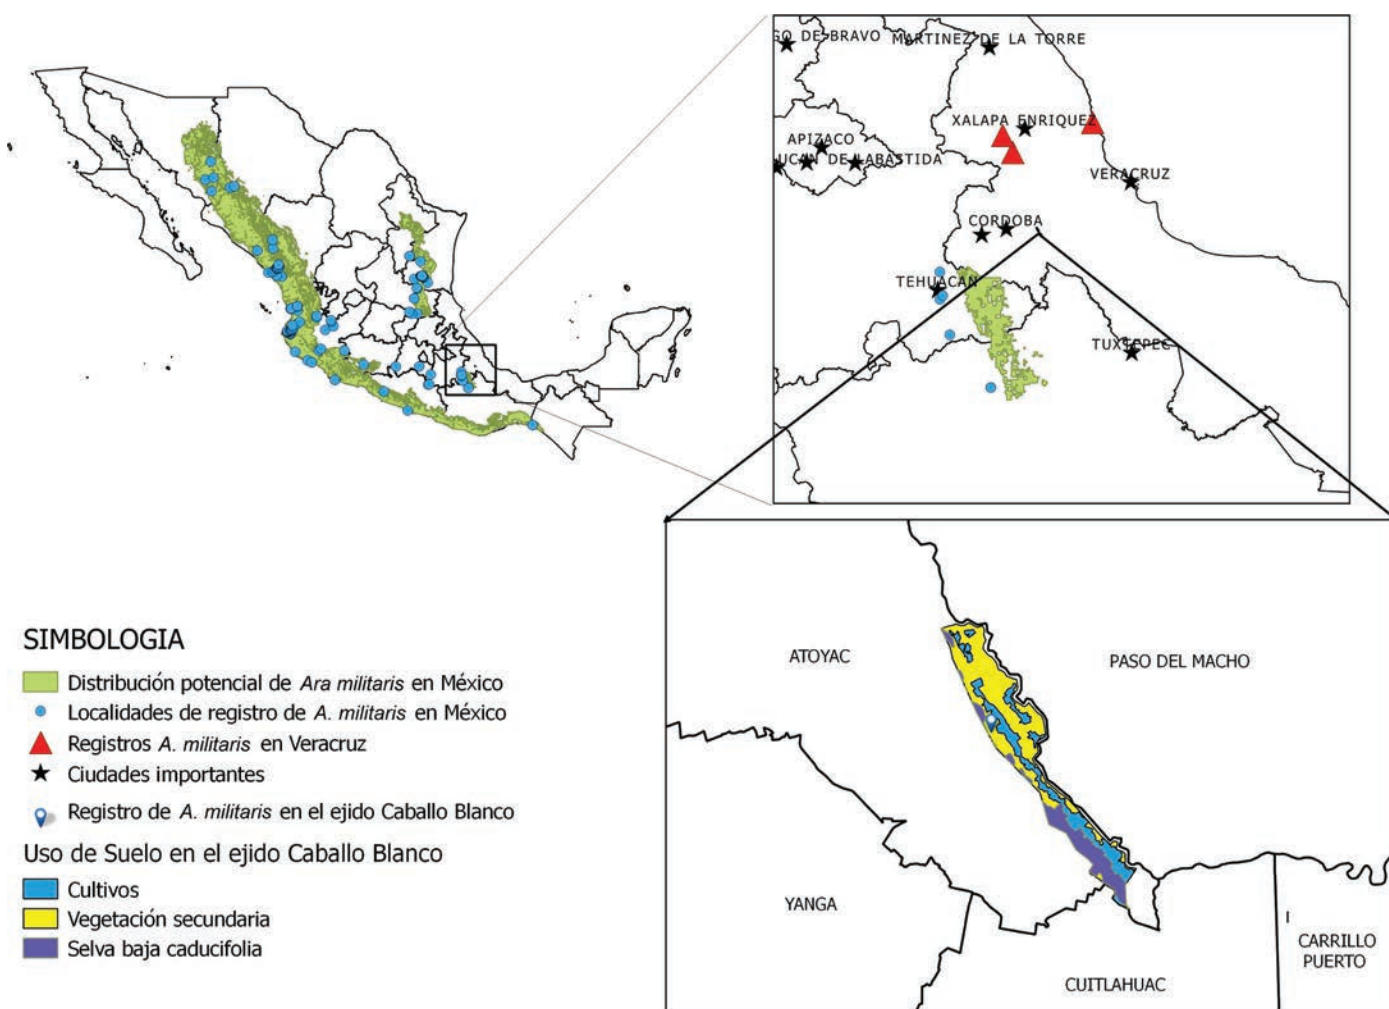 GO DE BRAVO
MARTINEZ DE LA TORRE
XALAPA ENRIQUEZ
APIZACO
UCAN DE LABASTIDA
VERACRUZ
CORDOBA
TEHUACAN
TUXTEPEC
SIMBOLOGIA
Distribución potencial de Ara militaris en México
Localidades de registro de A. militaris en México
Registros A. militaris en Veracruz
Ciudades importantes
Registro de A. militaris en el ejido Caballo Blanco
Uso de Suelo en el ejido Caballo Blanco
Cultivos
Vegetación secundaria
Selva baja caducifolia
ATOYAC
PASO DEL MACHO
YANGA
CUITLAHUAC
I
CARRILLO
PUERTO